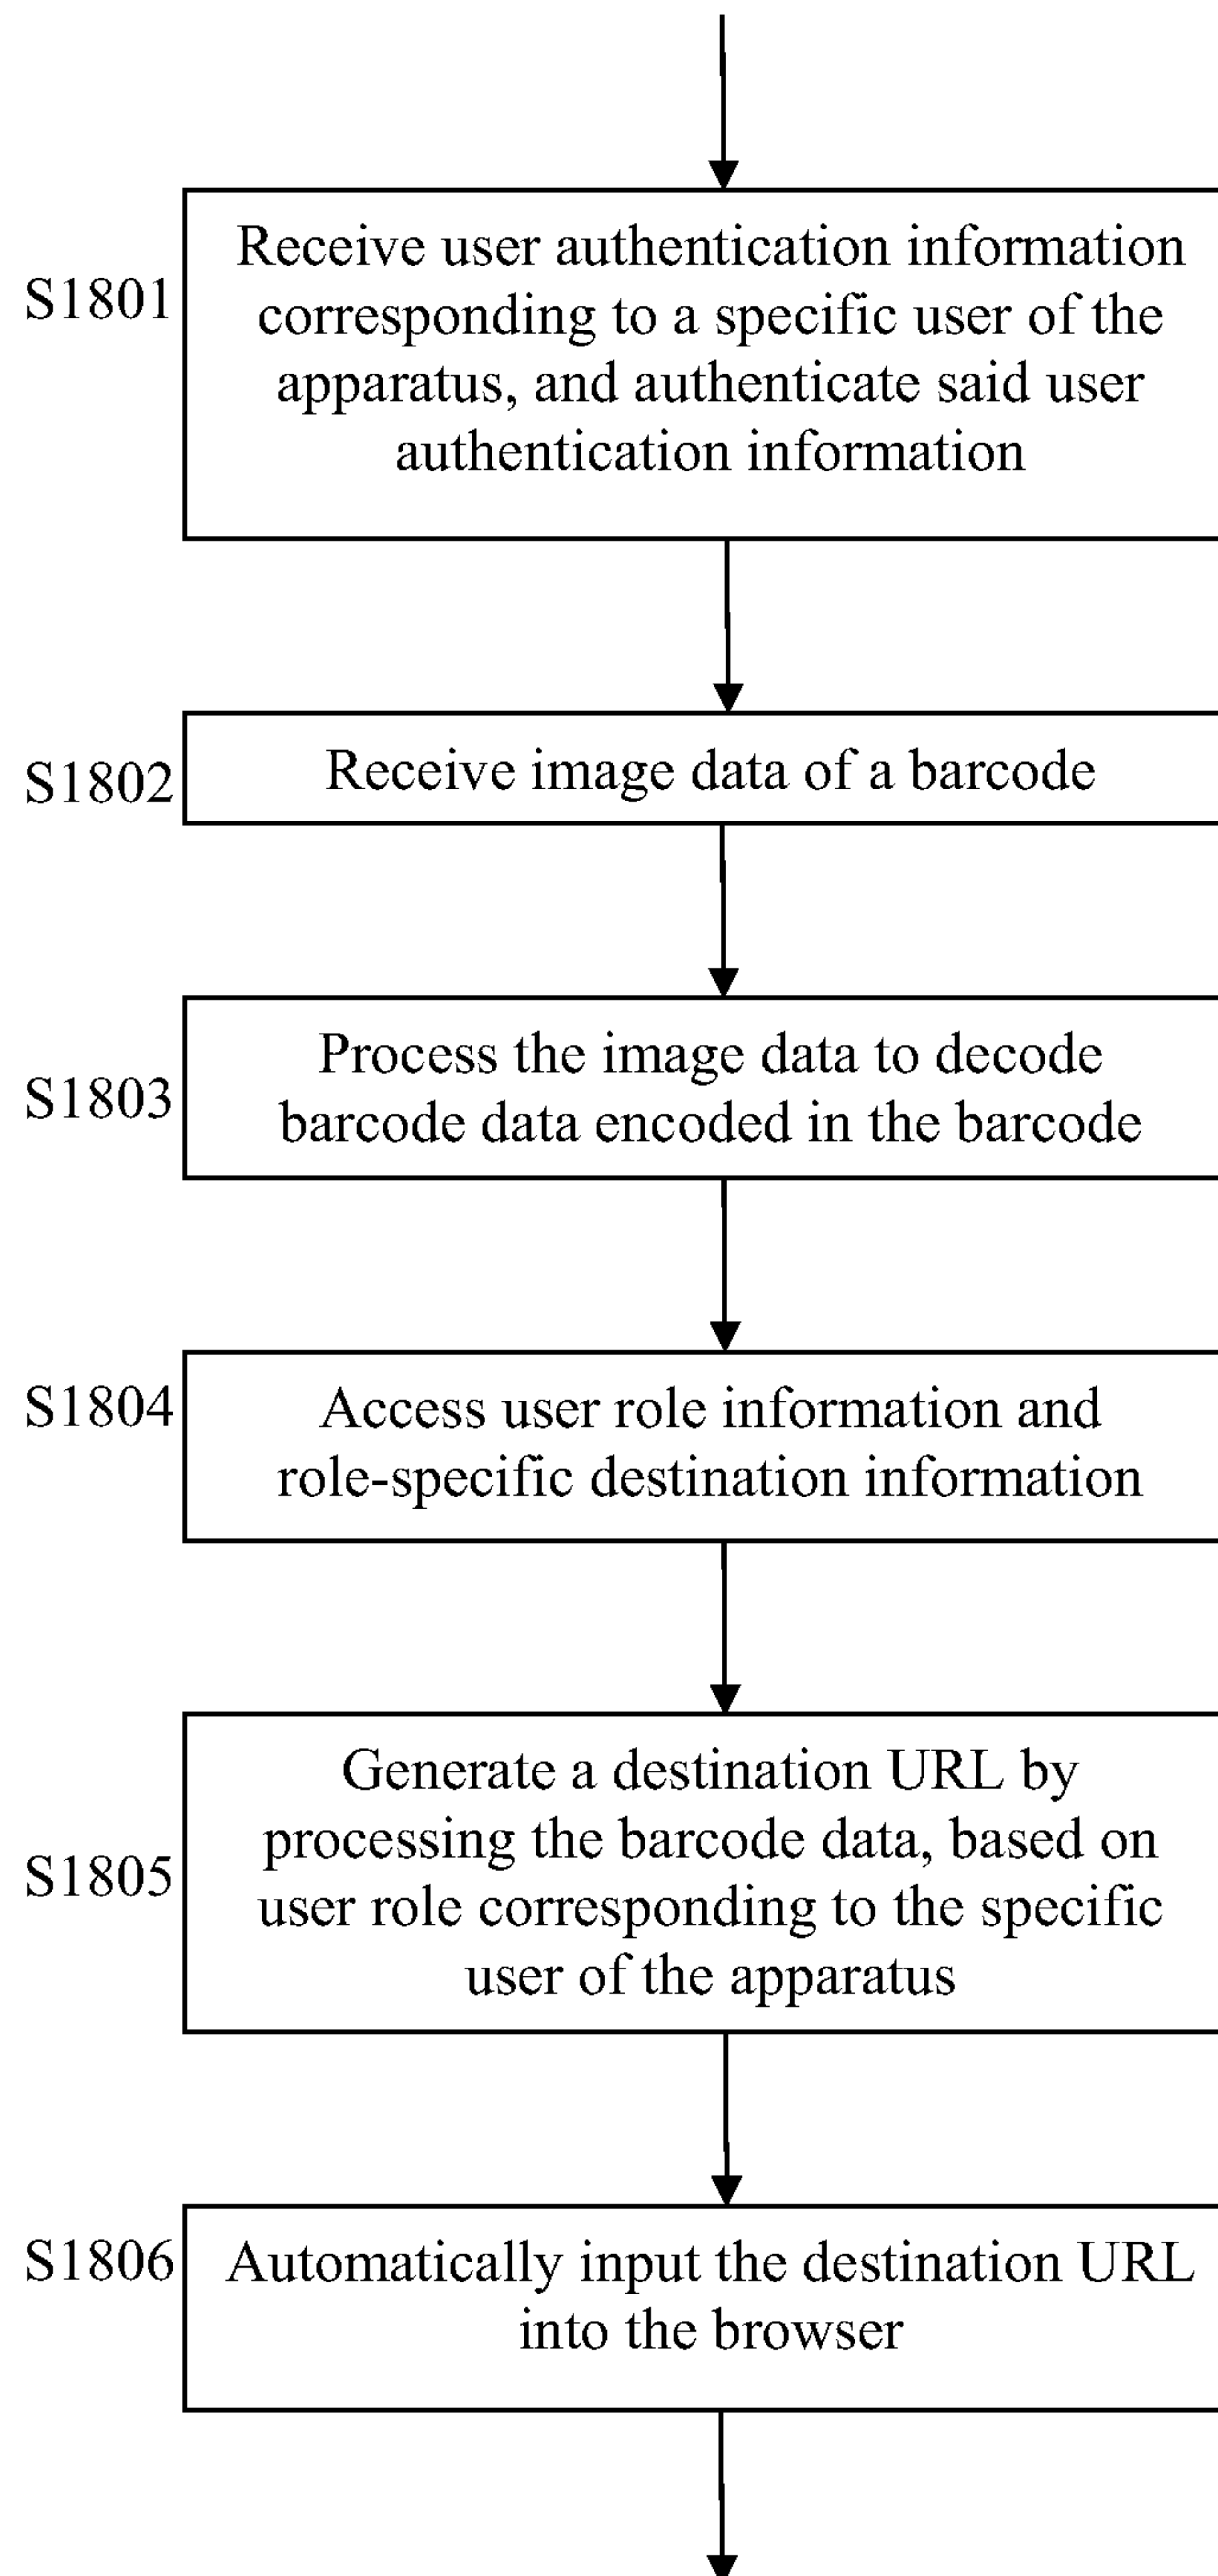 S1801
Receive user authentication information
corresponding to a specific user of the
apparatus, and authenticate said user
authentication information
S1802
Receive image data of a barcode
S1803
Process the image data to decode
barcode data encoded in the barcode
S1804
Access user role information and
role-specific destination information
S1805
Generate a destination URL by
processing the barcode data, based on
user role corresponding to the specific
user of the apparatus
S1806
Automatically input the destination URL
into the browser